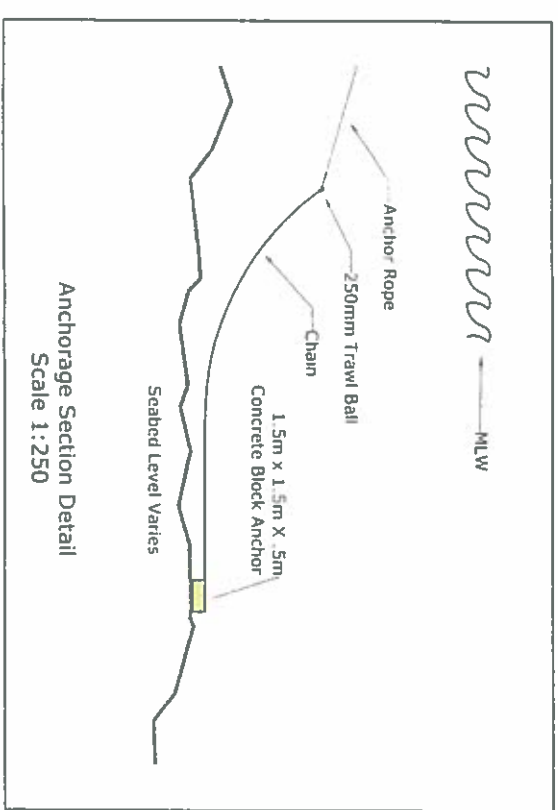 MLW
Anchor Rope
250mm Trawl Ball
Chain
1.5m x 1.5m X .5m
Concrete Block Anchor
Seabed Level Varies
Anchorage Section Detail
Scale 1:250